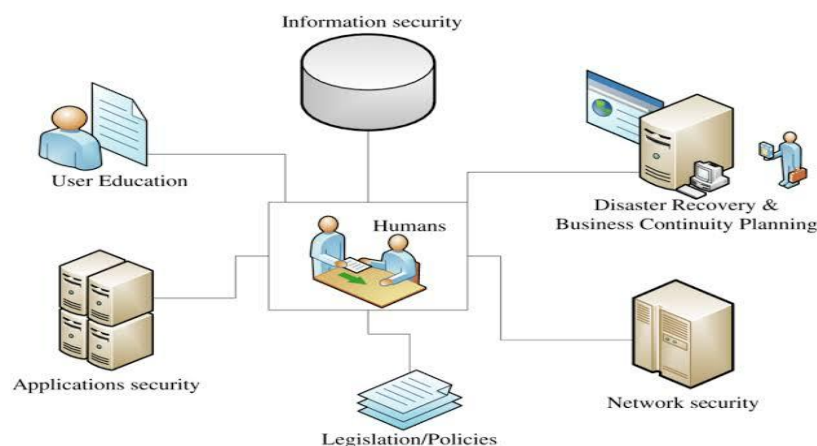 Information security
User Education
Disaster Recovery &
Business Continuity Planning
Humans
Applications security
Network security
Legislation/Policies